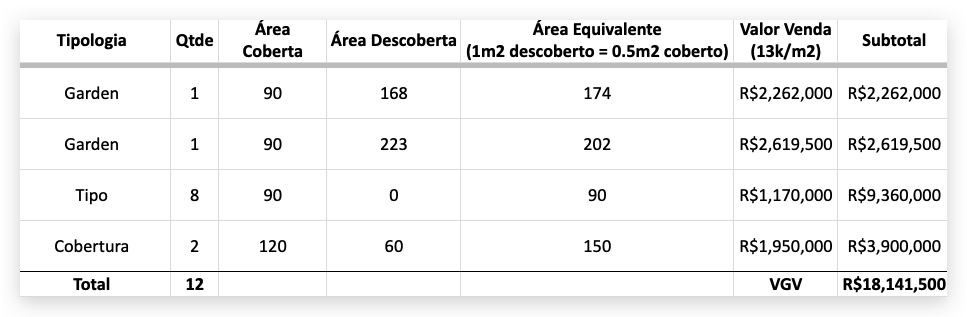 Tipologia Qtde Área Coberta Área Descoberta Área Equivalente (1m2 descoberto = 0.5m2 coberto) Valor Venda (13k/m2) Subtotal
Garden 1 90 168 174 R$2,262,000 R$2,262,000
Garden 1 90 223 202 R$2,619,500 R$2,619,500
Tipo 8 90 0 90 R$1,170,000 R$9,360,000
Cobertura 2 120 60 150 R$1,950,000 R$3,900,000
Total 12 VGV R$18,141,500